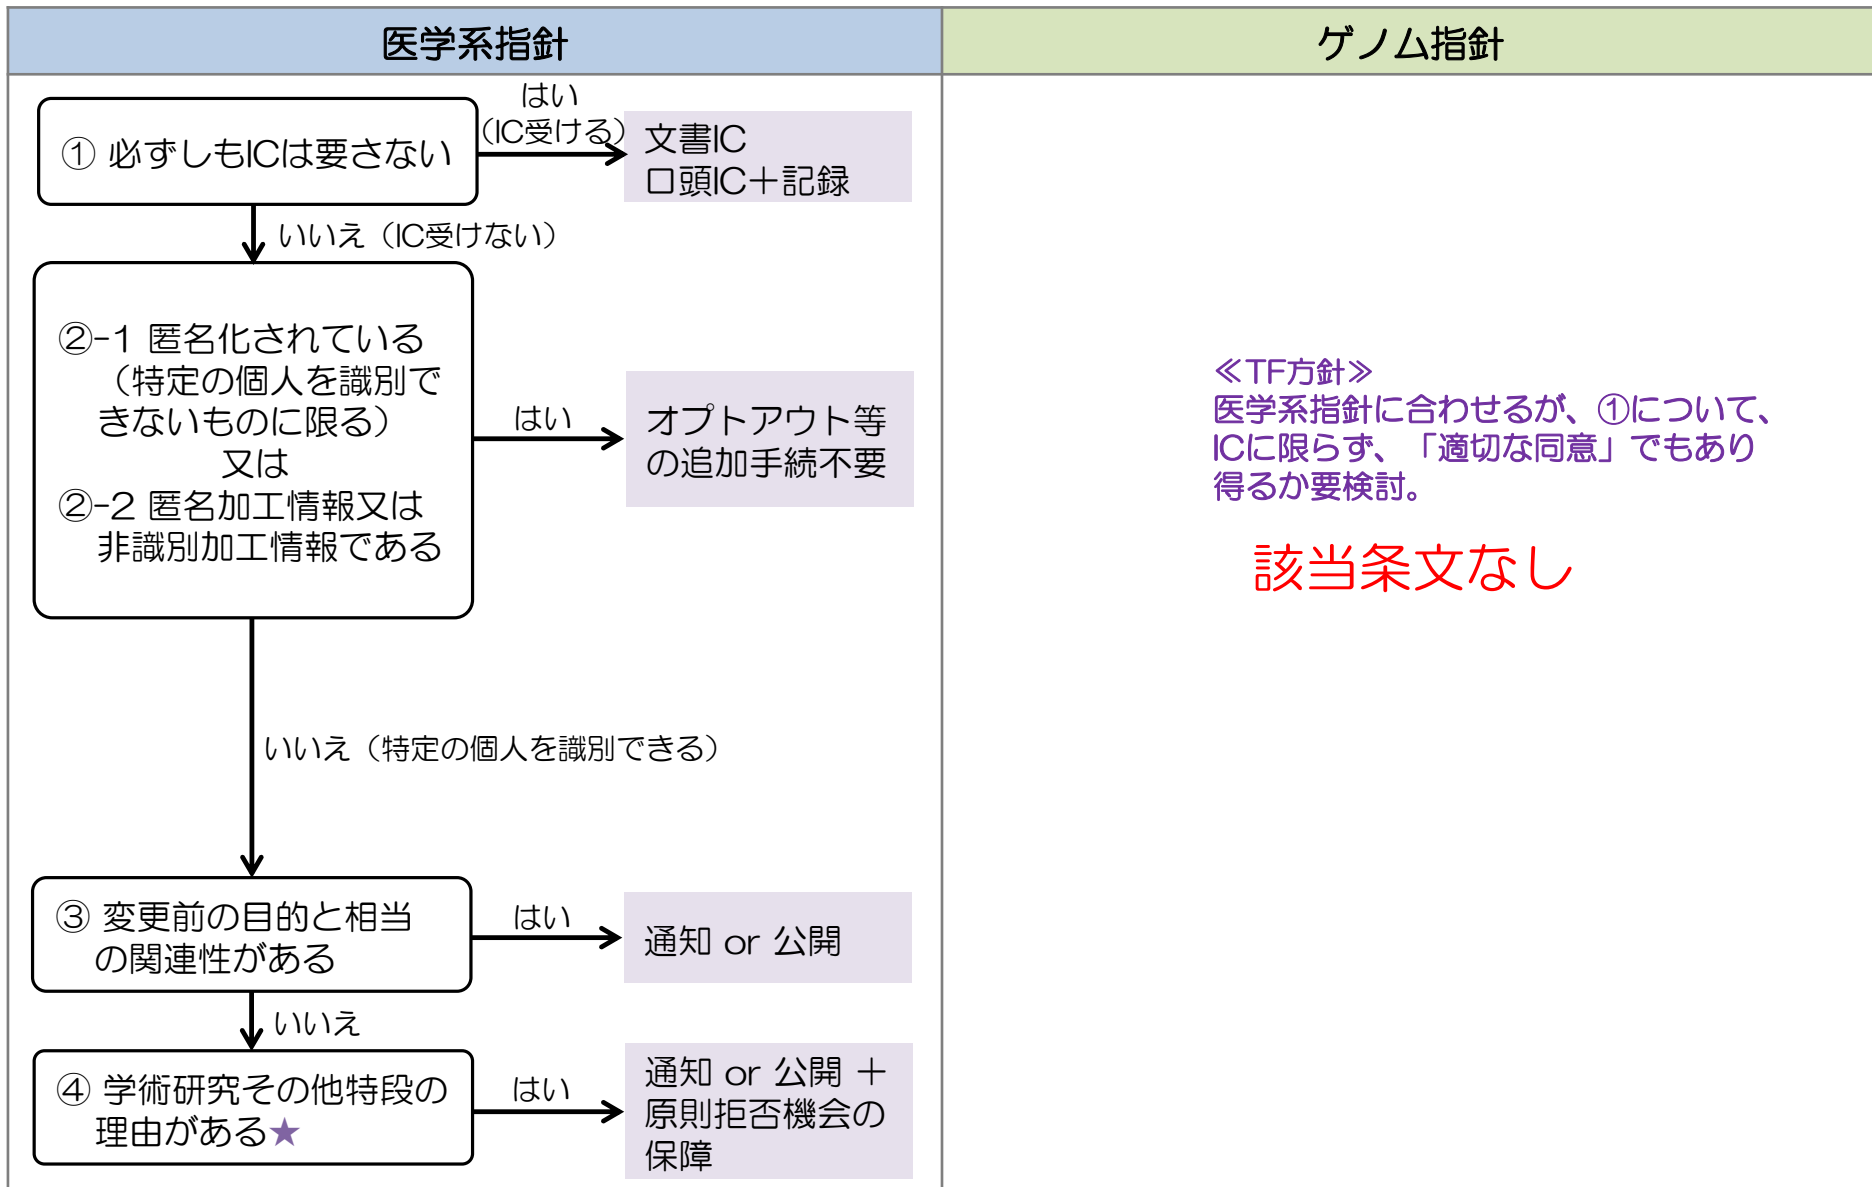 医学系指針
ゲノム指針
① 必ずしもICは要さない
はい
（IC受ける）
文書IC
口頭IC＋記録
いいえ（IC受けない）
②-1 匿名化されている
（特定の個人を識別で
きないものに限る）
又は
②-2 匿名加工情報又は
非識別加工情報である
はい
オプトアウト等
の追加手続不要
いいえ（特定の個人を識別できる）
③ 変更前の目的と相当
の関連性がある
はい
通知 or 公開
いいえ
④ 学術研究その他特段の
理由がある★
はい
通知 or 公開 ＋
原則拒否機会の
保障
≪TF方針≫
医学系指針に合わせるが、①について、
ICに限らず、「適切な同意」でもあり
得るか要検討。
該当条文なし